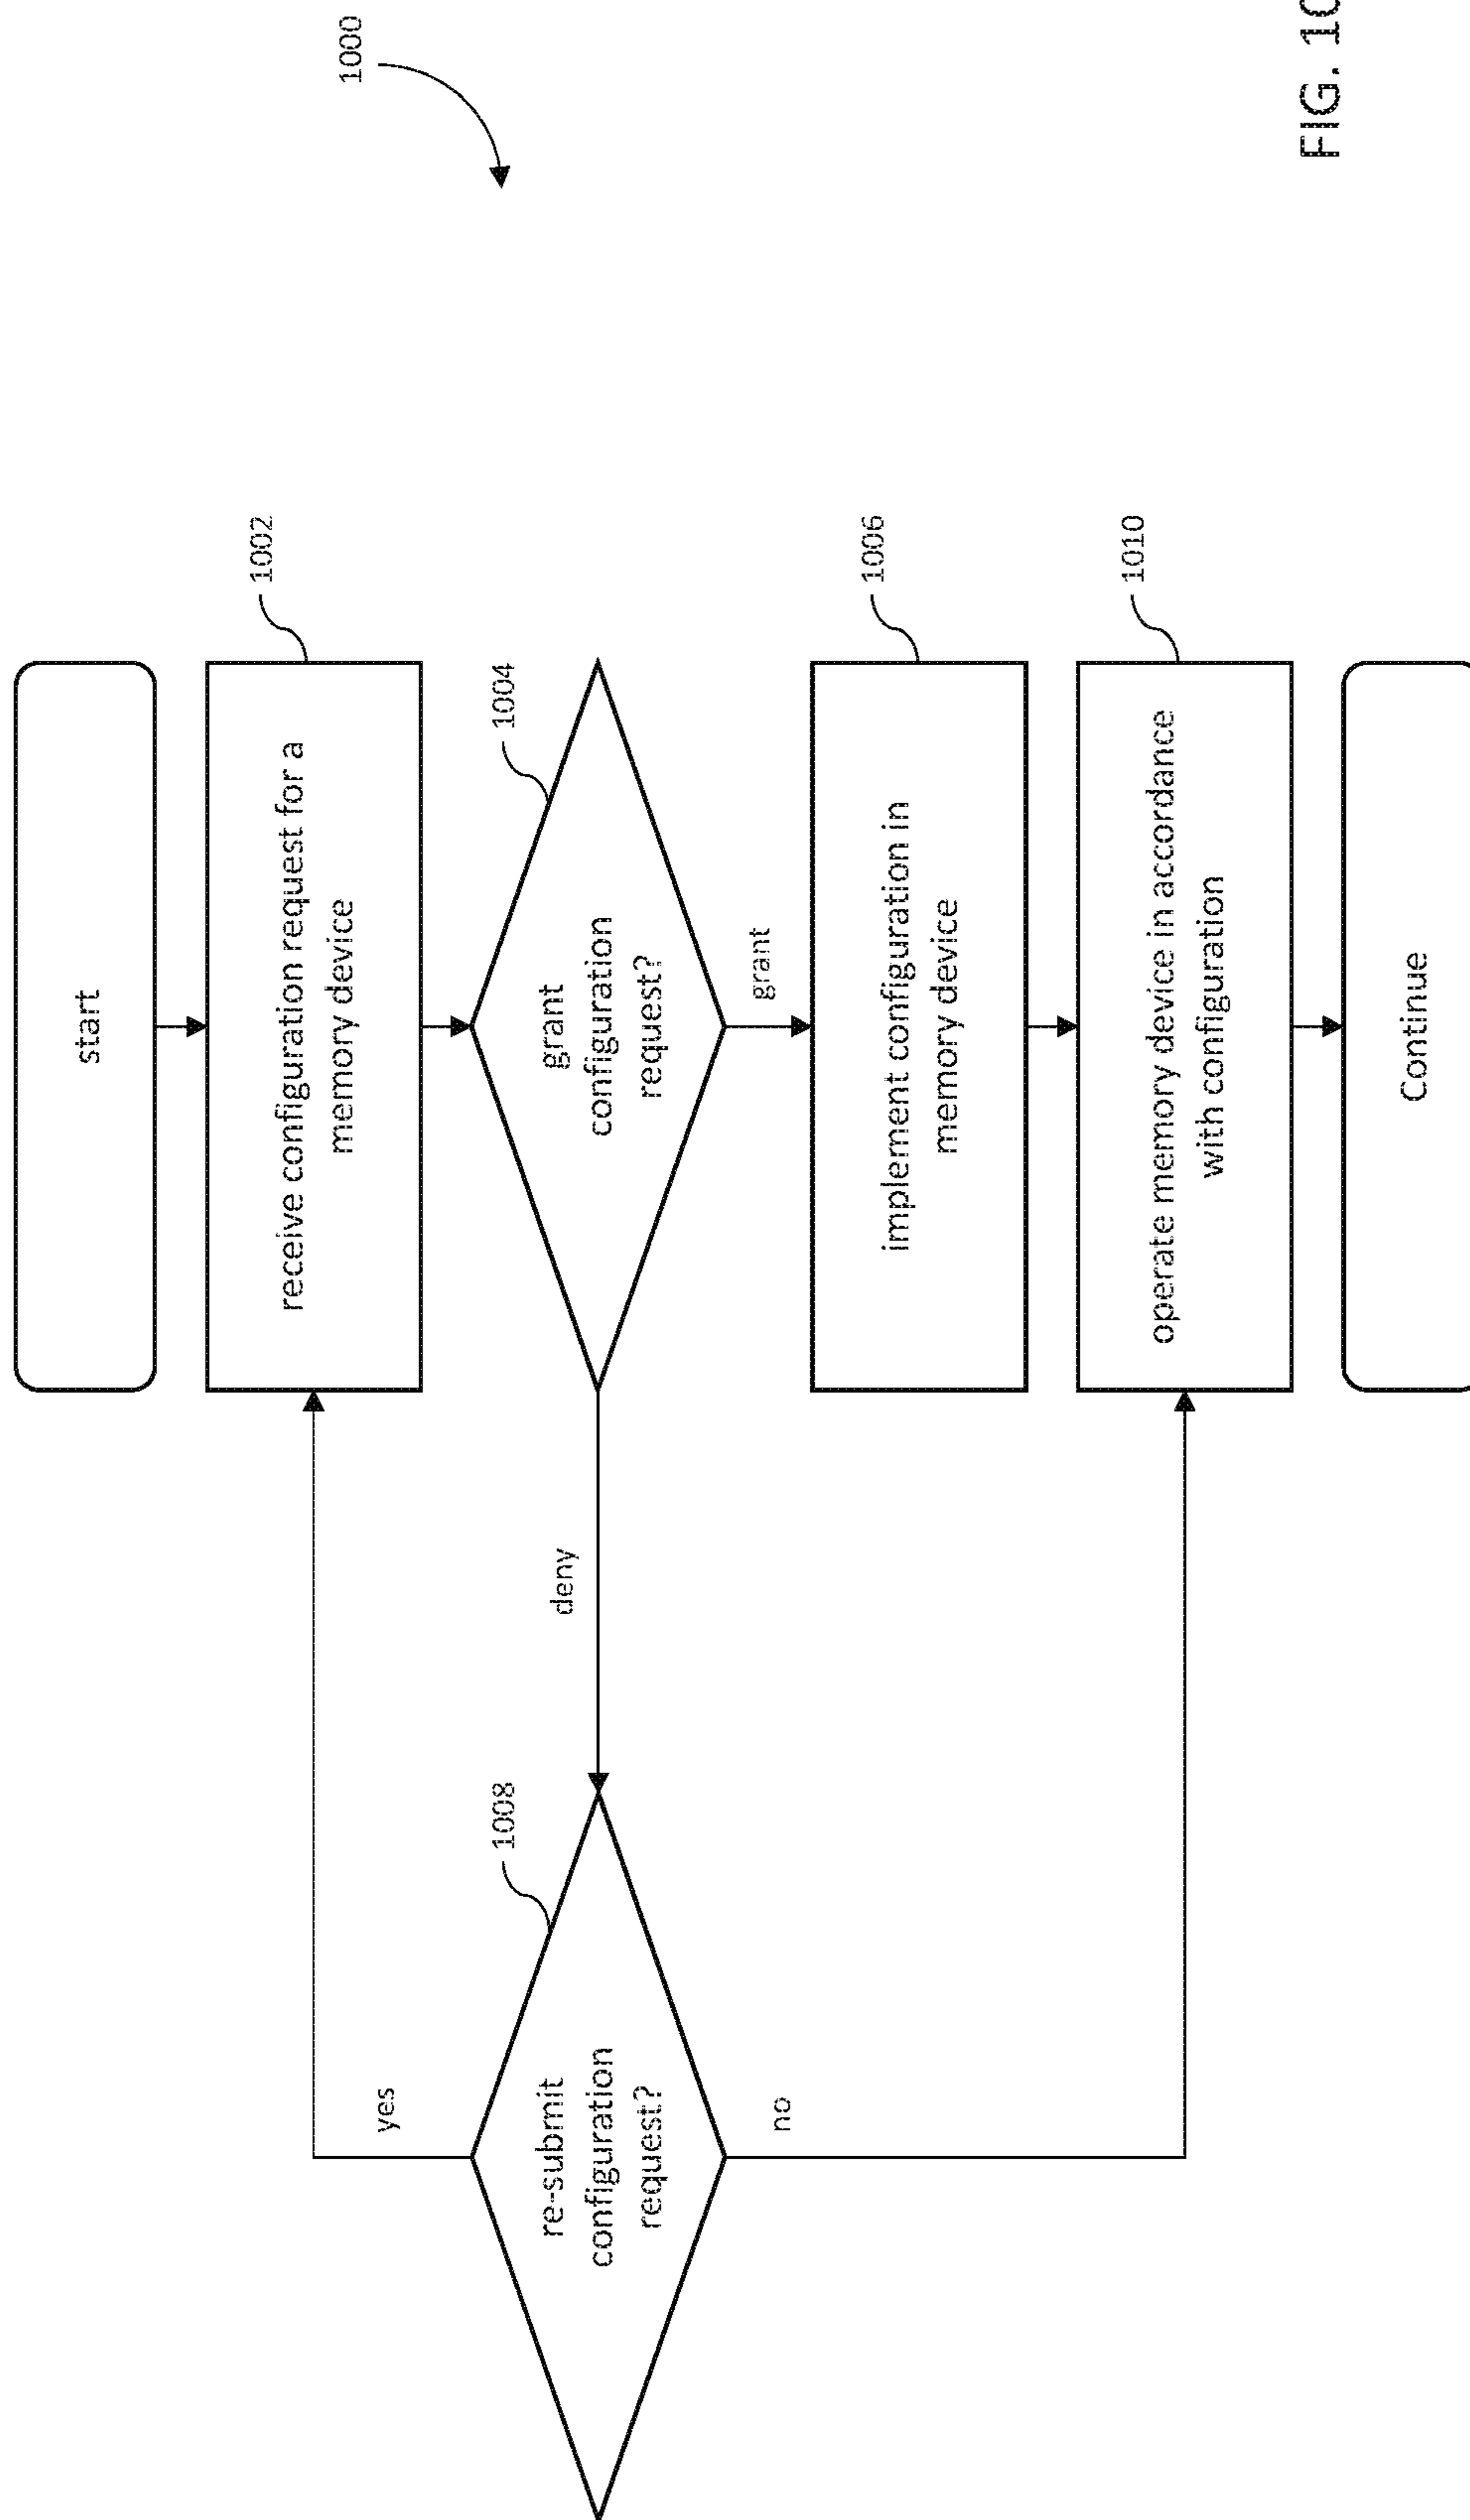 start
receive configuration request for a
memory device
1002
yes
re-submit
configuration
request?
1008
deny
grant
configuration
request?
1004
no
grant
implement configuration in
memory device
1006
operate memory device in accordance
with configuration
1010
Continue
1000
FIG. 10